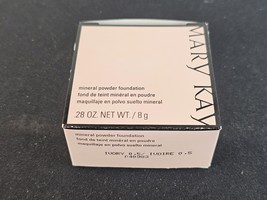 MARY KAY
mineral powder foundation
fond de teint minéral en poudre
maquillaje en polvo suelto mineral
.28 OZ. NET WT. / 8 g
mineral powder foundation
fond de teint minéral en poudre
maquillaje en polvo suelto mineral
IVORY 0.5/ IVOIRE 0.5